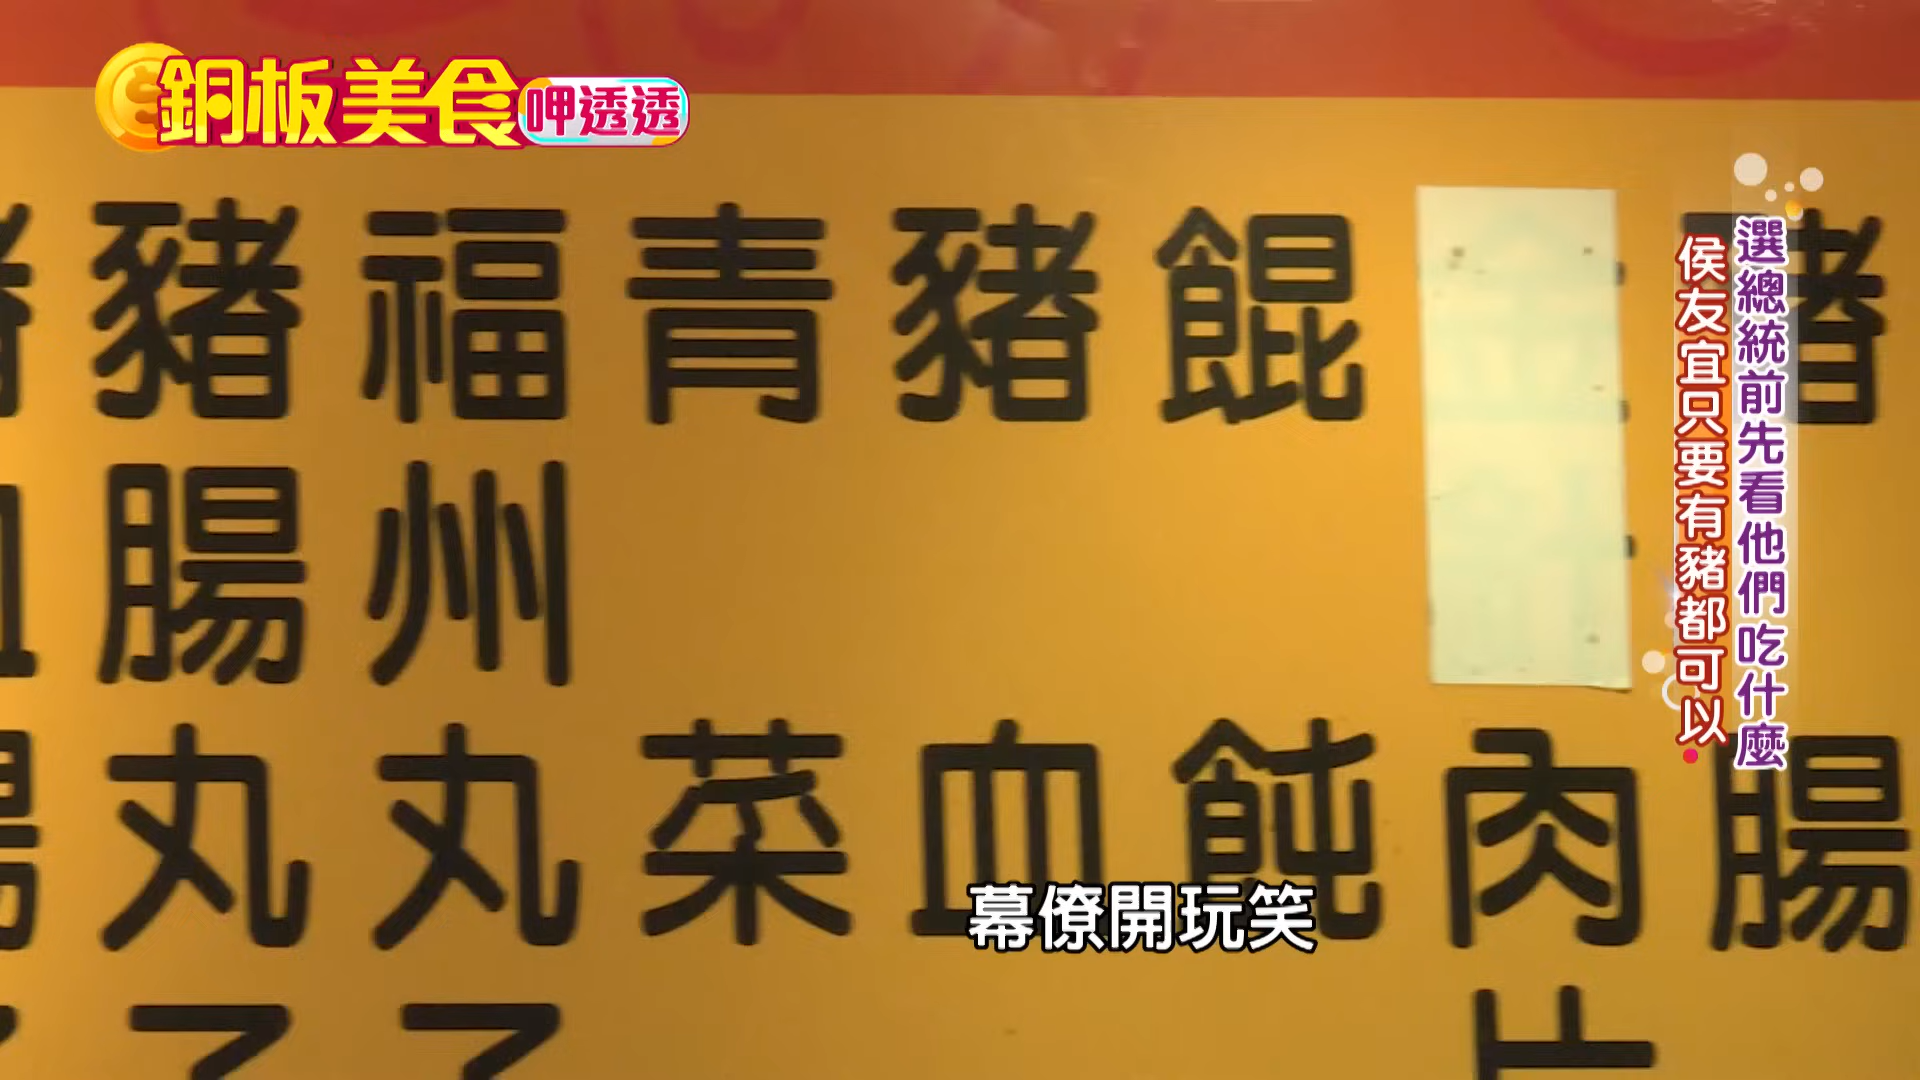 銅板美食
呷透透
選總統前先看他們吃什麼
侯友宜只要有豬都可以
豬腸
肉片
餛飩
豬血
青菜
福州丸
豬腸丸
幕僚開玩笑